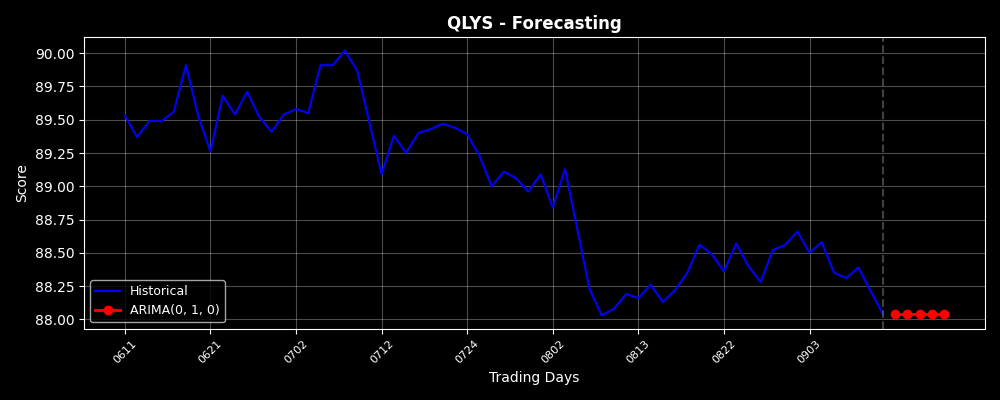 QLYS - Forecasting
Score
90.00
89.75
89.50
89.25
89.00
88.75
88.50
88.25
88.00
Historical
ARIMA(0, 1, 0)
0611 0621 0702 0712 0724 0802 0813 0822 0903
Trading Days